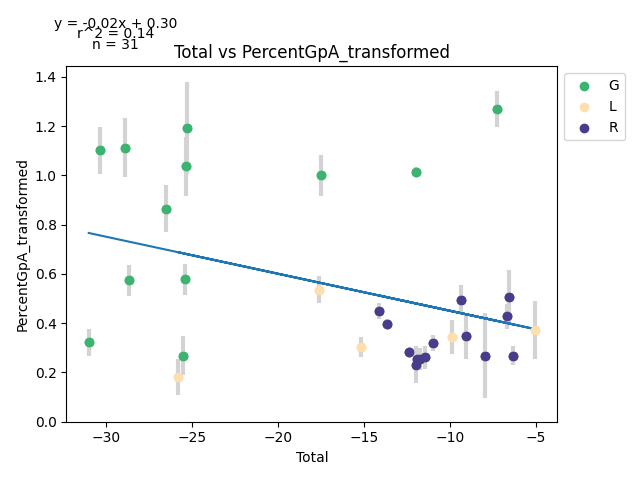 y = -0.02x + 0.30
r^2 = 0.14
n = 31
Total vs PercentGpA_transformed
G
L
R
PercentGpA_transformed
1.4
1.2
1.0
0.8
0.6
0.4
0.2
0.0
−30 −25 −20 −15 −10 −5
Total